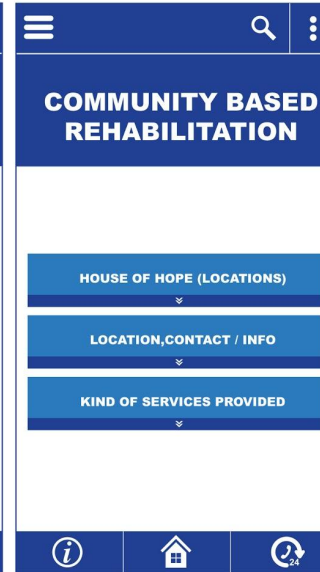 COMMUNITY BASED
REHABILITATION
HOUSE OF HOPE (LOCATIONS)
LOCATION,CONTACT / INFO
KIND OF SERVICES PROVIDED
i
24